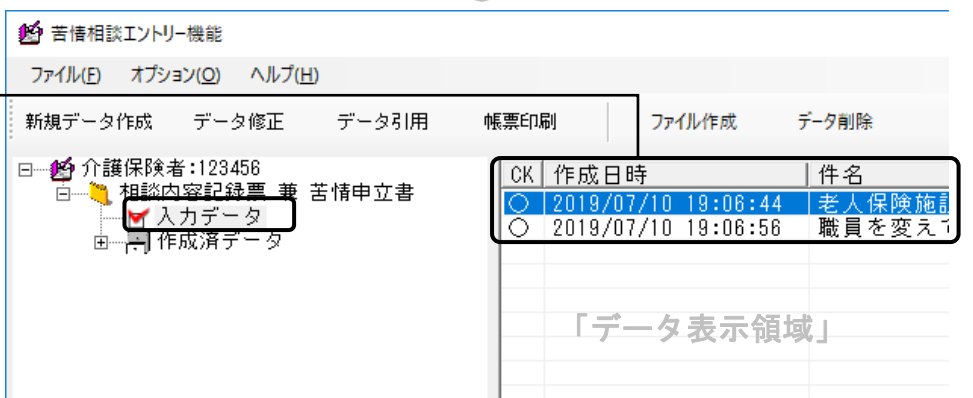 苦情相談エントリー機能
ファイル(F) オプション(O) ヘルプ(H)
新規データ作成 データ修正 データ引用 帳票印刷 ファイル作成 データ削除
介護保険者:123456
相談内容記録票 兼 苦情申立書
入力データ
作成済データ
CK 作成日時 件名
○ 2019/07/10 19:06:44 老人保険施設
○ 2019/07/10 19:06:56 職員を変えて
「データ表示領域」